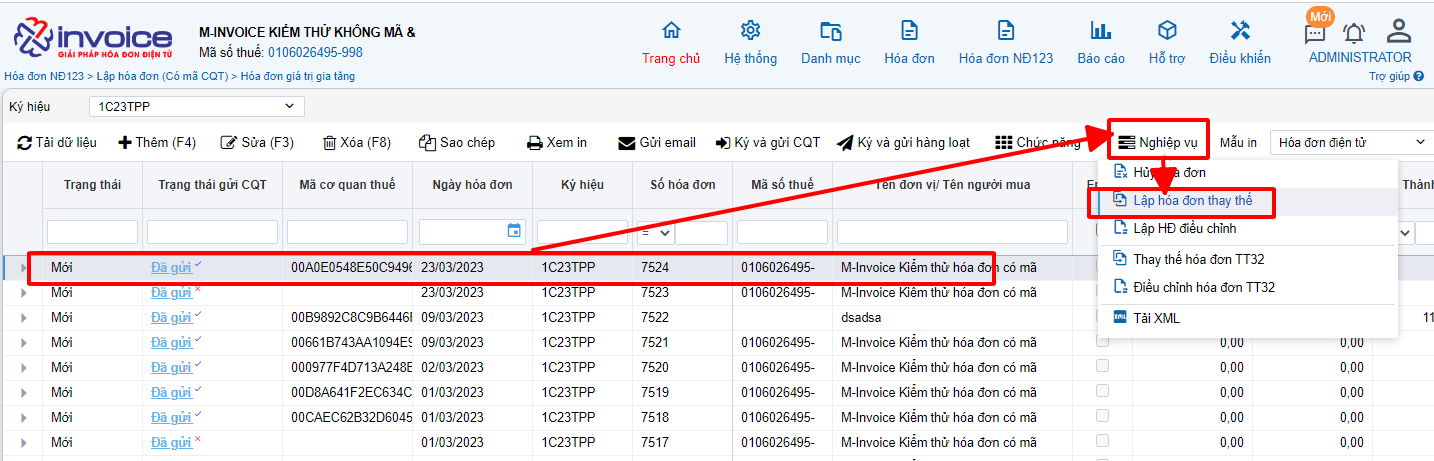 invoice
GIẢI PHÁP HÓA ĐƠN ĐIỆN TỬ
M-INVOICE KIỂM THỬ KHÔNG MÃ &
Mã số thuế: 0106026495-998
Trang chủ Hệ thống Danh mục Hóa đơn Hóa đơn NĐ123 Báo cáo Hỗ trợ Điều khiển
Mới
ADMINISTRATOR
Hóa đơn NĐ123 > Lập hóa đơn (Có mã CQT) > Hóa đơn giá trị gia tăng
Trợ giúp
Ký hiệu 1C23TPP
Tải dữ liệu Thêm (F4) Sửa (F3) Xóa (F8) Sao chép Xem in Gửi email Ký và gửi CQT Ký và gửi hàng loạt Chức năng Nghiệp vụ Mẫu in Hóa đơn điện tử
Trạng thái Trạng thái gửi CQT Mã cơ quan thuế Ngày hóa đơn Ký hiệu Số hóa đơn Mã số thuế Tên đơn vị/ Tên người mua Thành
=
Hủy hóa đơn
Lập hóa đơn thay thế
Lập HĐ điều chỉnh
Thay thế hóa đơn TT32
Điều chỉnh hóa đơn TT32
Tải XML
Mới Đã gửi 00A0E0548E50C9496 23/03/2023 1C23TPP 7524 0106026495- M-Invoice Kiểm thử hóa đơn có mã
Mới Đã gửi 23/03/2023 1C23TPP 7523 0106026495- M-Invoice Kiểm thử hóa đơn có mã
Mới Đã gửi 00B9892C8C9B6446 09/03/2023 1C23TPP 7522 dsadsa 11
Mới Đã gửi 00661B743AA1094E9 09/03/2023 1C23TPP 7521 0106026495- M-Invoice Kiểm thử hóa đơn có mã 0,00 0,00
Mới Đã gửi 000977F4D713A248E 02/03/2023 1C23TPP 7520 0106026495- M-Invoice Kiểm thử hóa đơn có mã 0,00 0,00
Mới Đã gửi 00D8A641F2EC634C 01/03/2023 1C23TPP 7519 0106026495- M-Invoice Kiểm thử hóa đơn có mã 0,00 0,00
Mới Đã gửi 00CAEC62B32D6045 01/03/2023 1C23TPP 7518 0106026495- M-Invoice Kiểm thử hóa đơn có mã 0,00 0,00
Mới Đã gửi 01/03/2023 1C23TPP 7517 0106026495- M-Invoice Kiểm thử hóa đơn có mã 0,00 0,00